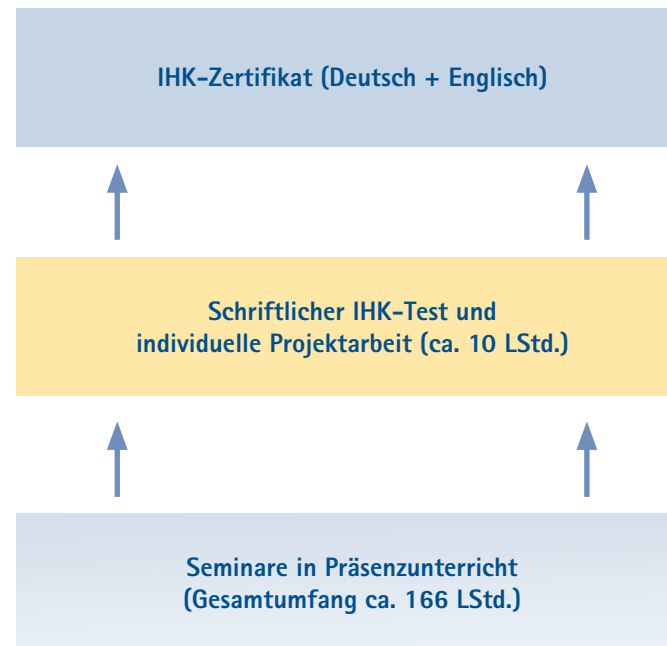 IHK-Zertifikat (Deutsch + Englisch)
Schriftlicher IHK-Test und
individuelle Projektarbeit (ca. 10 LStd.)
Seminare in Präsenzunterricht
(Gesamtumfang ca. 166 LStd.)